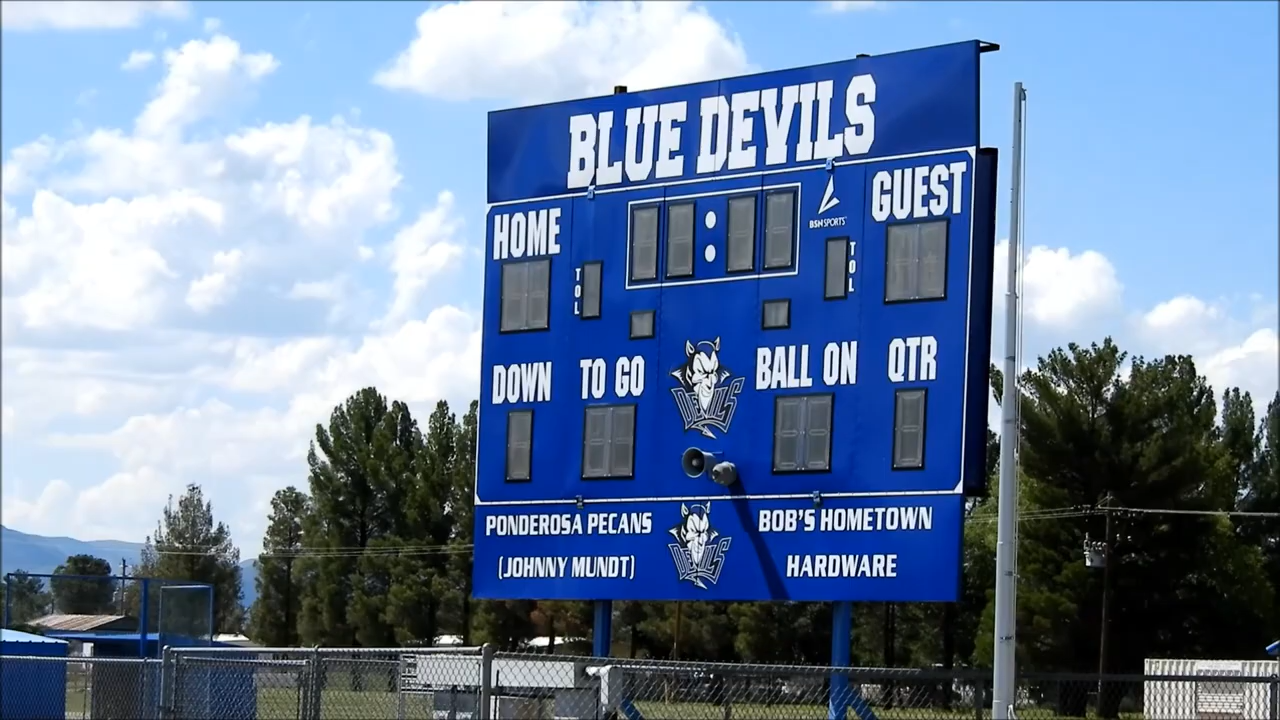 BLUE DEVILS
HOME
TOL
:
BSN SPORTS
TOL
GUEST
DOWN
TO GO
DEVILS
BALL ON
QTR
PONDEROSA PECANS
(JOHNNY MUNDT)
DEVILS
BOB'S HOMETOWN
HARDWARE